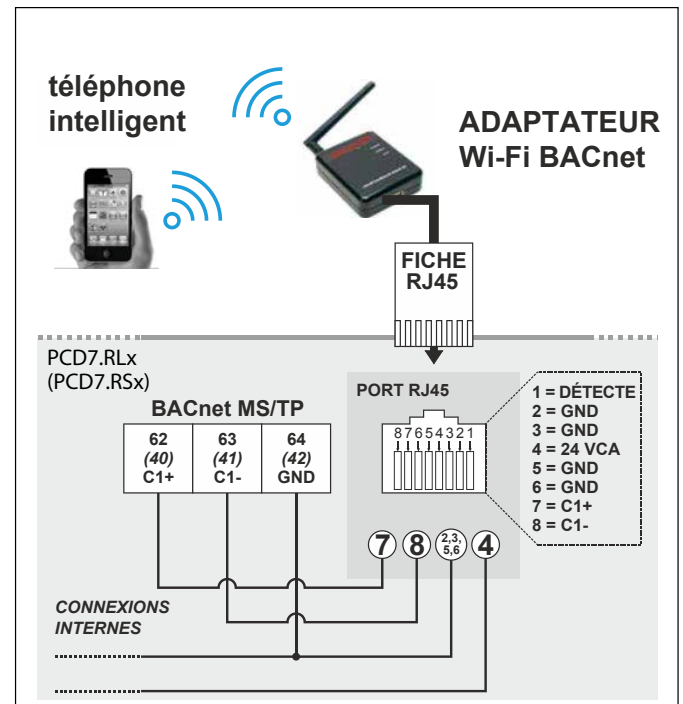 téléphone
intelligent
ADAPTATEUR
Wi-Fi BACnet
FICHE
RJ45
PCD7.RLx
(PCD7.RSx)
BACnet MS/TP
62
(40)
C1+
63
(41)
C1-
64
(42)
GND
PORT RJ45
87654321
1 = DÉTECTE
2 = GND
3 = GND
4 = 24 VCA
5 = GND
6 = GND
7 = C1+
8 = C1-
7
8
2,3,
5,6
4
CONNEXIONS
INTERNES